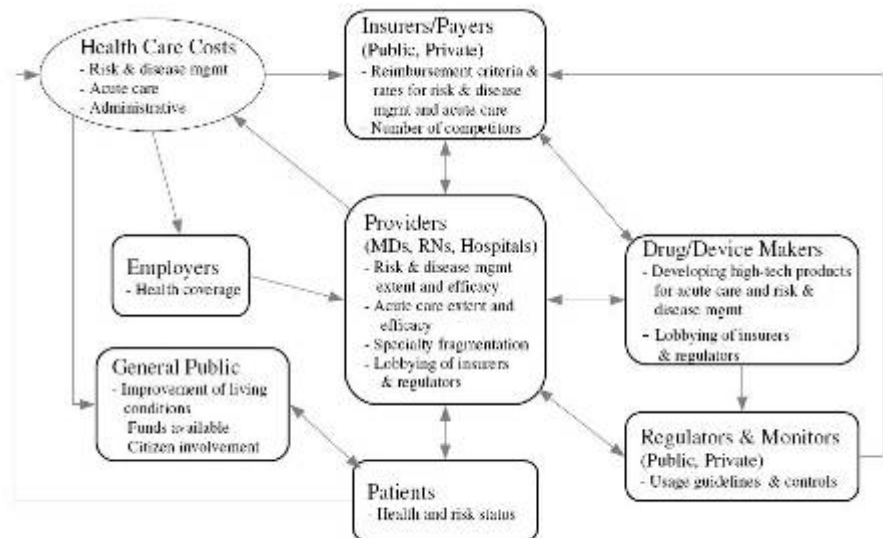 Health Care Costs
- Risk & disease mgmt
- Acute care
- Administrative
Insurers/Payers
(Public, Private)
- Reimbursement criteria &
rates for risk & disease
mgmt and acute care
- Number of competitors
Providers
(MDs, RNs, Hospitals)
- Risk & disease mgmt
extent and efficacy
- Acute care extent and
efficacy
- Specialty fragmentation
- Lobbying of insurers
& regulators
Employers
- Health coverage
Drug/Device Makers
- Developing high-tech products
for acute care and risk &
disease mgmt
- Lobbying of insurers
& regulators
General Public
- Improvement of living
conditions
Funds available
Citizen involvement
Regulators & Monitors
(Public, Private)
- Usage guidelines & controls
Patients
- Health and risk status